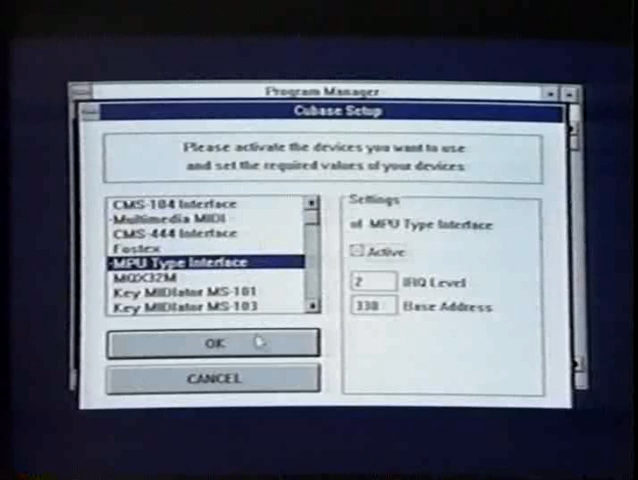 Program Manager
Cubase Setup
Please activate the devices you want to use
and set the required values of your devices
CMS-104 Interface
-Multimedia MIDI
CMS-444 Interface
Fostex
-MPU Type Interface
MQX32M
Key MIDIator MS-101
Key MIDIator MS-103
OK
CANCEL
Settings
of MPU Type Interface
Active
2 IRQ Level
330 Base Address